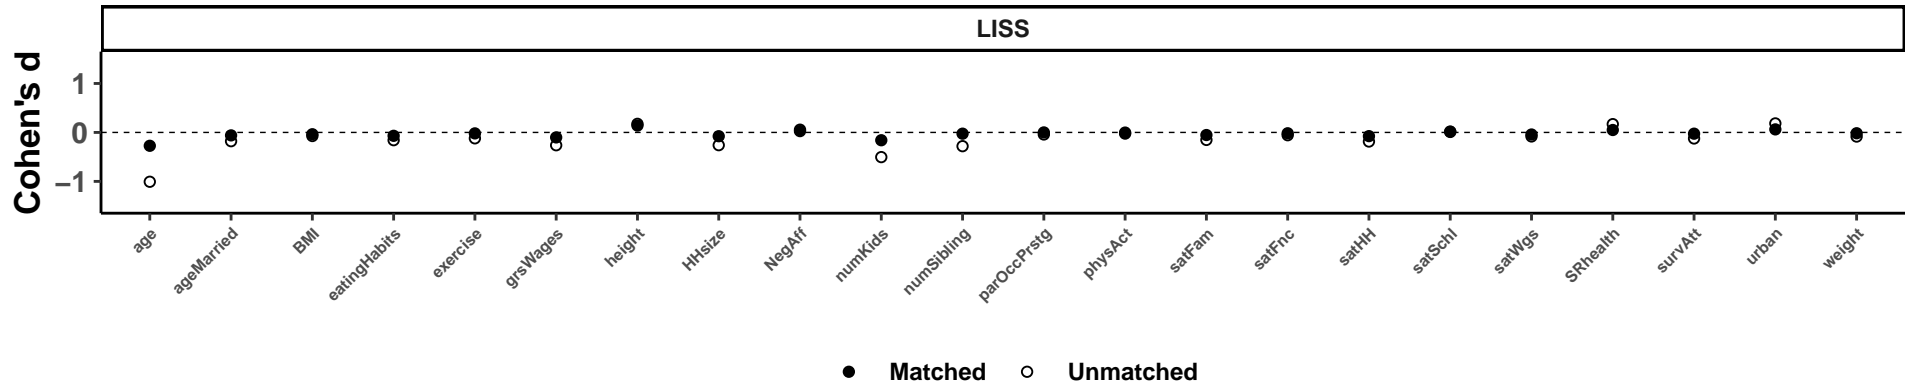 LISS
Cohen's d
1
0
−1
age
ageMarried
BMI
eatingHabits
exercise
grsWages
height
HHsize
NegAff
numKids
numSibling
parOccPrstg
physAct
satFam
satFnc
satHH
satSchl
satWgs
SRhealth
survAtt
urban
weight
Matched
Unmatched